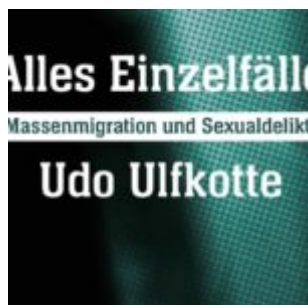 Alles Einzelfälle
Massenmigration und Sexualdelikt
Udo Ulfkotte